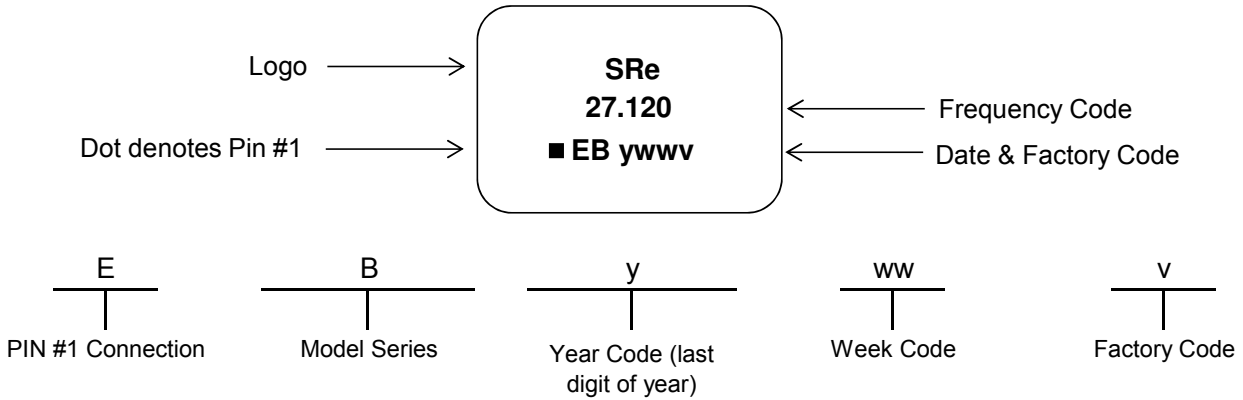 Logo
SRe
27.120
Frequency Code
Dot denotes Pin #1
■ EB ywwv
Date & Factory Code
E
B
y
ww
v
PIN #1 Connection
Model Series
Year Code (last
digit of year)
Week Code
Factory Code